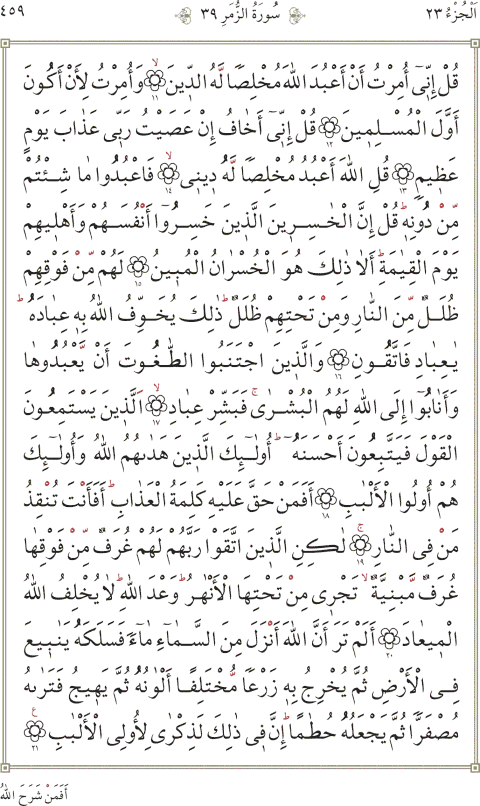 اَلْجُزْءُ ٢٣ سُورَةُ الزُّمَرِ ٣٩ ٤٥٩
قُلْ إِنِّيٓ أُمِرْتُ أَنْ أَعْبُدَ اللّٰهَ مُخْلِصًا لَّهُ الدِّينَ ۙ ١١ وَأُمِرْتُ لِأَنْ أَكُونَ
أَوَّلَ الْمُسْلِمِينَ ١٢ قُلْ إِنِّيٓ أَخَافُ إِنْ عَصَيْتُ رَبِّي عَذَابَ يَوْمٍ
عَظِيمٍ ١٣ قُلِ اللّٰهَ أَعْبُدُ مُخْلِصًا لَّهُ دِينِي ۙ ١٤ فَاعْبُدُوا مَا شِئْتُمْ
مِّنْ دُونِهِ ۗ قُلْ إِنَّ الْخٰسِرِينَ الَّذِينَ خَسِرُوٓا أَنْفُسَهُمْ وَأَهْلِيهِمْ
يَوْمَ الْقِيٰمَةِ ۗ أَلَا ذٰلِكَ هُوَ الْخُسْرَانُ الْمُبِينُ ١٥ لَهُمْ مِّنْ فَوْقِهِمْ
ظُلَلٌ مِّنَ النَّارِ وَمِنْ تَحْتِهِمْ ظُلَلٌ ۗ ذٰلِكَ يُخَوِّفُ اللّٰهُ بِهِ عِبَادَهُ ۗ
يٰعِبَادِ فَاتَّقُونِ ١٦ وَالَّذِينَ اجْتَنَبُوا الطّٰغُوتَ أَنْ يَّعْبُدُوهَا
وَأَنَابُوٓا إِلَى اللّٰهِ لَهُمُ الْبُشْرٰى ۚ فَبَشِّرْ عِبَادِ ۙ ١٧ الَّذِينَ يَسْتَمِعُونَ
الْقَوْلَ فَيَتَّبِعُونَ أَحْسَنَهُ ۗ أُولٰٓئِكَ الَّذِينَ هَدٰىهُمُ اللّٰهُ وَأُولٰٓئِكَ
هُمْ أُولُوا الْأَلْبٰبِ ١٨ أَفَمَنْ حَقَّ عَلَيْهِ كَلِمَةُ الْعَذَابِ ۗ أَفَأَنْتَ تُنْقِذُ
مَنْ فِي النَّارِ ۚ ١٩ لٰكِنِ الَّذِينَ اتَّقَوْا رَبَّهُمْ لَهُمْ غُرَفٌ مِّنْ فَوْقِهَا
غُرَفٌ مَّبْنِيَّةٌ ۙ تَجْرِي مِنْ تَحْتِهَا الْأَنْهٰرُ ۗ وَعْدَ اللّٰهِ ۗ لَا يُخْلِفُ اللّٰهُ
الْمِيعَادَ ٢٠ أَلَمْ تَرَ أَنَّ اللّٰهَ أَنْزَلَ مِنَ السَّمَآءِ مَآءً فَسَلَكَهُ يَنٰبِيعَ
فِي الْأَرْضِ ثُمَّ يُخْرِجُ بِهِ زَرْعًا مُّخْتَلِفًا أَلْوٰنُهُ ثُمَّ يَهِيجُ فَتَرٰىهُ
مُصْفَرًّا ثُمَّ يَجْعَلُهُ حُطٰمًا ۗ إِنَّ فِي ذٰلِكَ لَذِكْرٰى لِأُولِي الْأَلْبٰبِ ࣖ ٢١
أَفَمَنْ شَرَحَ اللّٰهُ